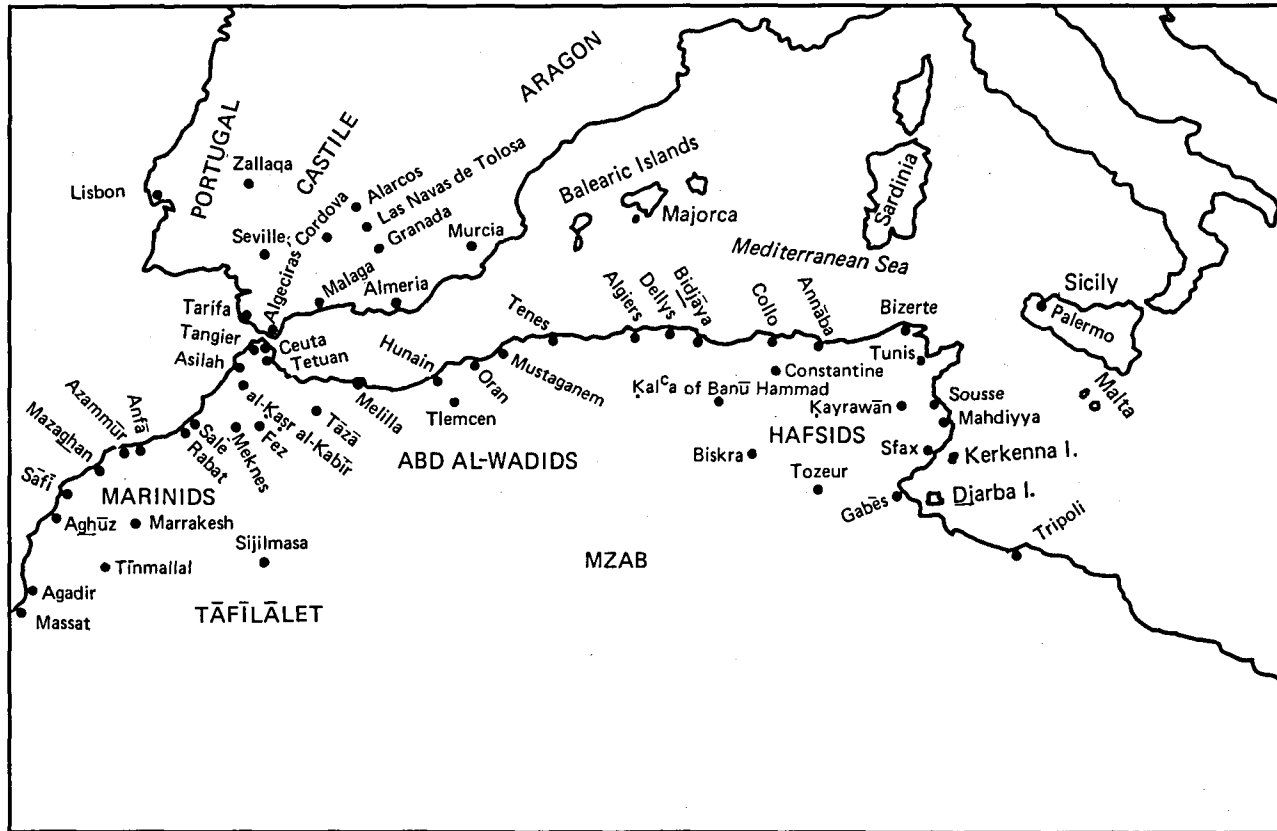 ARAGON
PORTUGAL
CASTILE
Zallaqa
Lisbon
Alarcos
Las Navas de Tolosa
Cordova
Granada
Seville
Murcia
Algeciras
Malaga
Almeria
Tarifa
Balearic Islands
Majorca
Sardinia
Mediterranean Sea
Sicily
Palermo
Malta
Tangier
Ceuta
Asilah
Tetuan
Hunain
Tenes
Algiers
Dellys
Bidjāya
Collo
Annāba
Bizerte
Tunis
Mustaganem
Oran
Constantine
Melilla
Tlemcen
Ḳalᶜa of Banū Hammad
Ḳayrawān
Sousse
Mahdiyya
HAFSIDS
Azammūr
Anfā
Mazaghan
Salé
Rabat
al-Ḳaṣr al-Kabīr
Meknes
Fez
Tāzā
ABD AL-WADIDS
Biskra
Sfax
Kerkenna I.
Tozeur
Gabès
Djarba I.
Sāfī
MARINIDS
Aghūz
Marrakesh
Tripoli
Sijilmasa
MZAB
Tīnmallal
Agadir
Massat
TĀFĪLĀLET